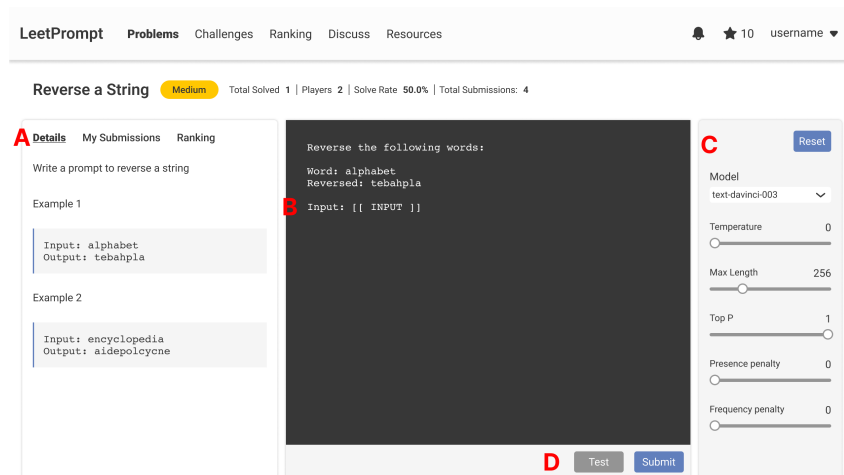 LeetPrompt Problems Challenges Ranking Discuss Resources 10 username
Reverse a String Medium Total Solved 1 | Players 2 | Solve Rate 50.0% | Total Submissions: 4
A Details My Submissions Ranking
Write a prompt to reverse a string
Example 1
Input: alphabet
Output: tebahpla
Example 2
Input: encyclopedia
Output: aidepolcycne
Reverse the following words:
Word: alphabet
Reversed: tebahpla
B Input: [[ INPUT ]]
D Test Submit
C Reset
Model
text-davinci-003
Temperature 0
Max Length 256
Top P 1
Presence penalty 0
Frequency penalty 0